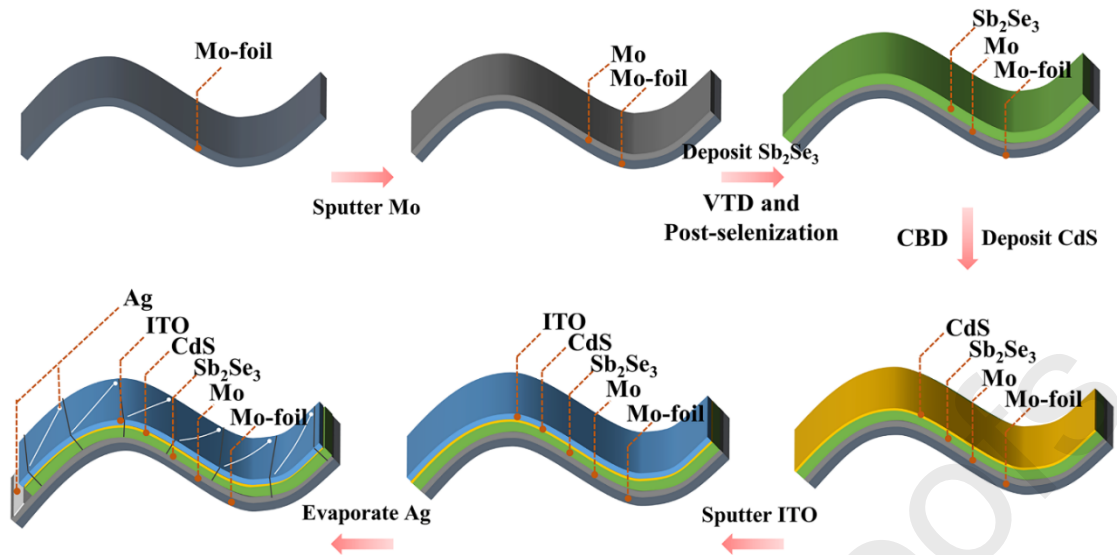 Mo-foil
Sputter Mo
Mo
Mo-foil
Deposit Sb₂Se₃
VTD and
Post-selenization
Sb₂Se₃
Mo
Mo-foil
CBD
Deposit CdS
CdS
Sb₂Se₃
Mo
Mo-foil
Sputter ITO
ITO
CdS
Sb₂Se₃
Mo
Mo-foil
Evaporate Ag
Ag
ITO
CdS
Sb₂Se₃
Mo
Mo-foil